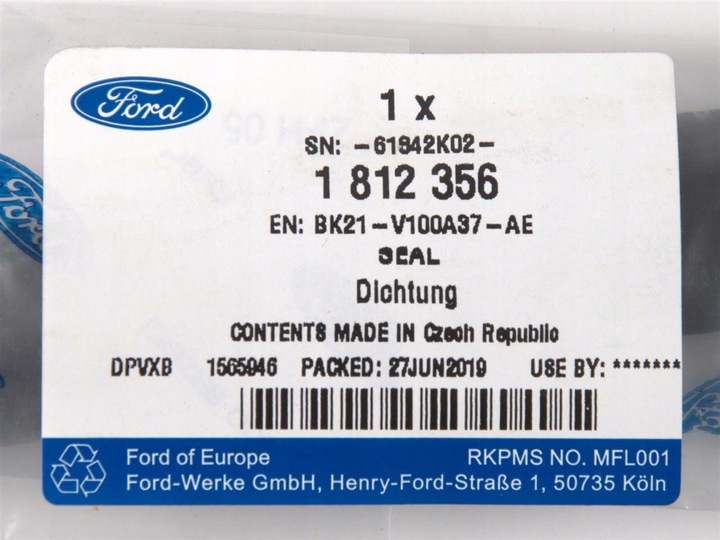 Ford
1 x
SN: -61942K02-
1 812 356
EN: BK21-V100A37-AE
SEAL
Dichtung
CONTENTS MADE IN Czech Republic
DPVXB 1565946 PACKED: 27JUN2019 USE BY: *******
Ford of Europe RKPMS NO. MFL001
Ford-Werke GmbH, Henry-Ford-Straße 1, 50735 Köln
Ford